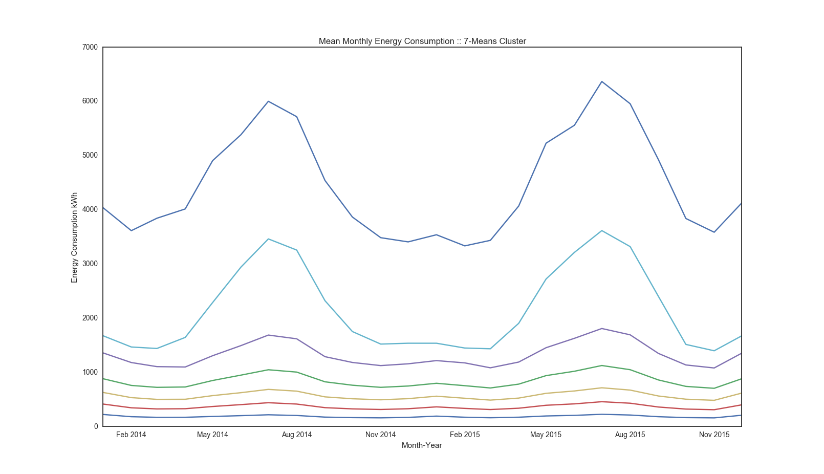 Mean Monthly Energy Consumption :: 7-Means Cluster
7000
6000
5000
4000
3000
2000
1000
0
Energy Consumption kWh
Feb 2014
May 2014
Aug 2014
Nov 2014
Feb 2015
May 2015
Aug 2015
Nov 2015
Month-Year